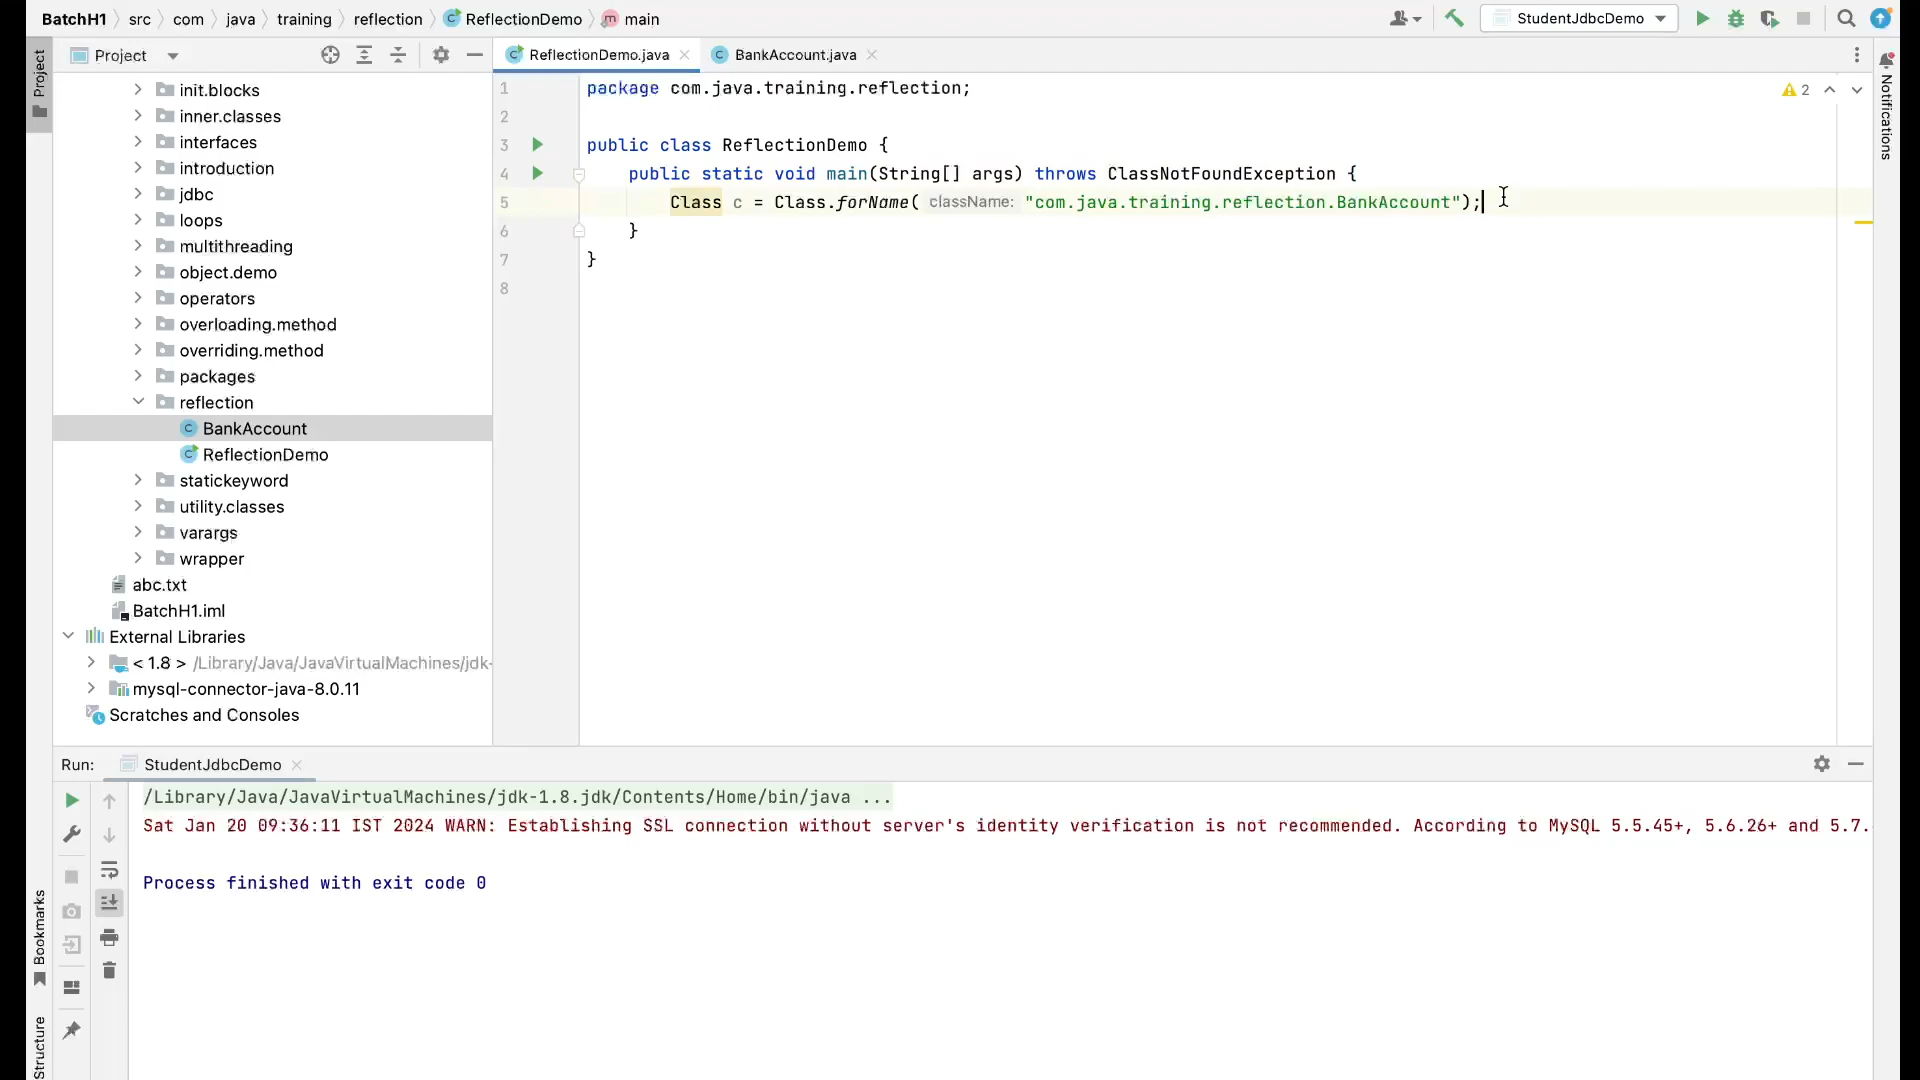 BatchH1 src com java training reflection ReflectionDemo main StudentJdbcDemo
Project
ReflectionDemo.java BankAccount.java
Project
Notifications
init.blocks
inner.classes
interfaces
introduction
jdbc
loops
multithreading
object.demo
operators
overloading.method
overriding.method
packages
reflection
BankAccount
ReflectionDemo
statickeyword
utility.classes
varargs
wrapper
abc.txt
BatchH1.iml
External Libraries
< 1.8 > /Library/Java/JavaVirtualMachines/jdk-
mysql-connector-java-8.0.11
Scratches and Consoles
2
1 package com.java.training.reflection;
2
3 public class ReflectionDemo {
4 public static void main(String[] args) throws ClassNotFoundException {
5 Class c = Class.forName( className: "com.java.training.reflection.BankAccount");
6 }
7 }
8
Run: StudentJdbcDemo
/Library/Java/JavaVirtualMachines/jdk-1.8.jdk/Contents/Home/bin/java ...
Sat Jan 20 09:36:11 IST 2024 WARN: Establishing SSL connection without server's identity verification is not recommended. According to MySQL 5.5.45+, 5.6.26+ and 5.7.
Process finished with exit code 0
Bookmarks
Structure